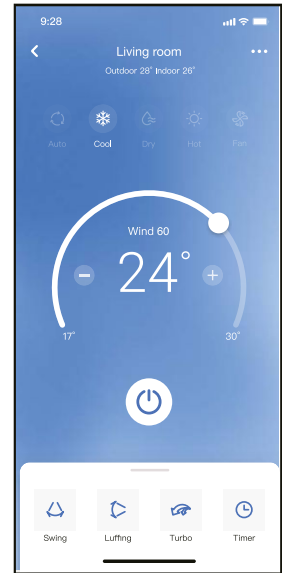 9:28
Living room
Outdoor 28° Indoor 26°
Auto Cool Dry Hot Fan
Wind 60
24°
17° 30°
Swing Luffing Turbo Timer